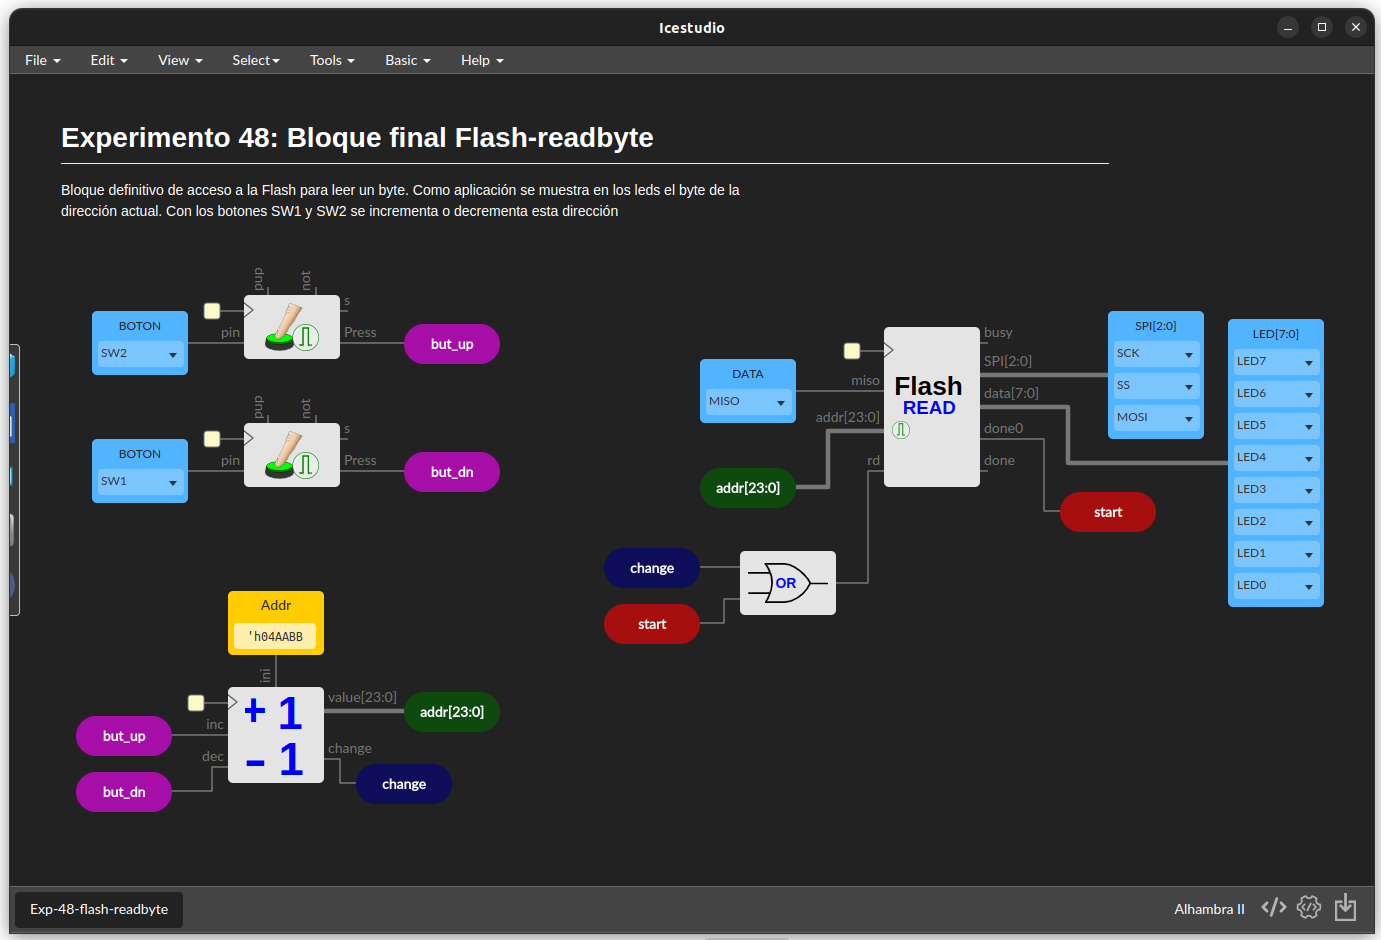 Icestudio
File Edit View Select Tools Basic Help
Experimento 48: Bloque final Flash-readbyte
Bloque definitivo de acceso a la Flash para leer un byte. Como aplicación se muestra en los leds el byte de la
dirección actual. Con los botones SW1 y SW2 se incrementa o decrementa esta dirección
pup not
s
BOTON
SW2
pin
Press
but_up
pup not
s
BOTON
SW1
pin
Press
but_dn
Addr
'h04AABB
ini
but_up
but_dn
inc
dec
+ 1
- 1
value[23:0]
addr[23:0]
change
change
DATA
MISO
miso
addr[23:0]
addr[23:0]
rd
Flash
READ
busy
SPI[2:0]
data[7:0]
done0
done
start
change
start
OR
SPI[2:0]
SCK
SS
MOSI
LED[7:0]
LED7
LED6
LED5
LED4
LED3
LED2
LED1
LED0
Exp-48-flash-readbyte
Alhambra II